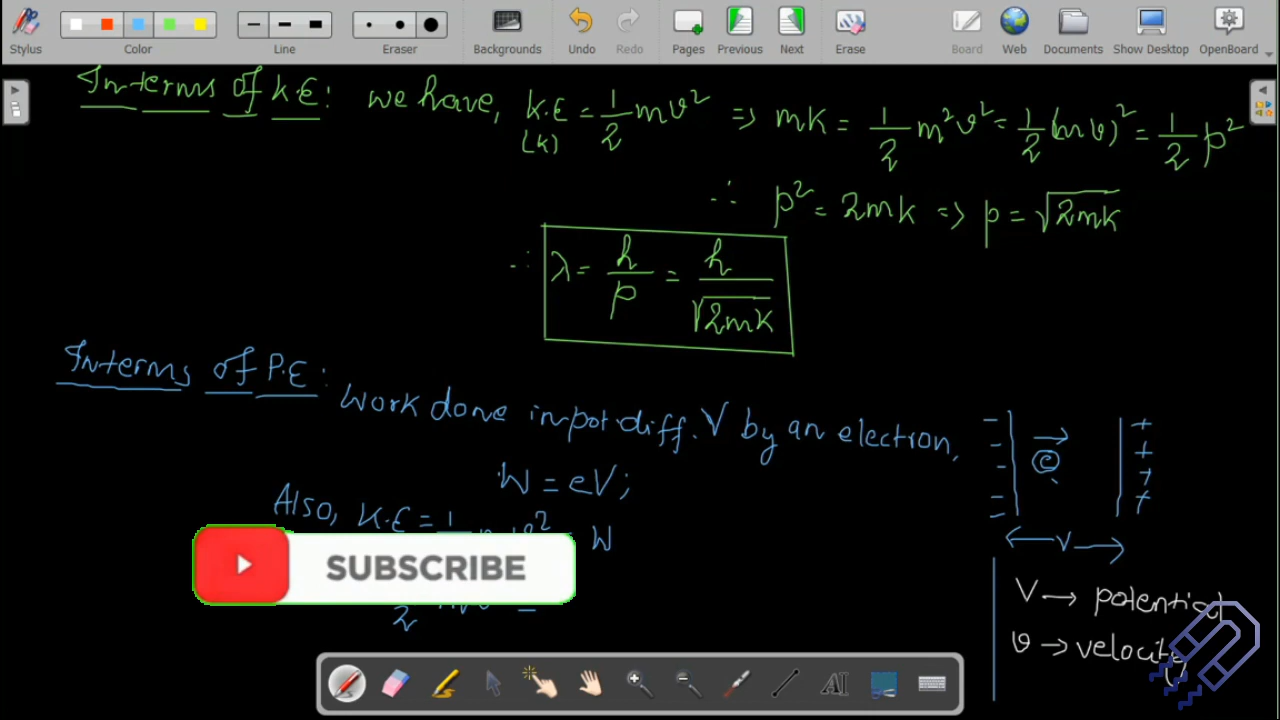 Stylus Color Line Eraser Backgrounds Undo Redo Pages Previous Next Erase Board Web Documents Show Desktop OpenBoard
Interms of K.E: we have, K.E = 1/2 mv² => mK = 1/2 m²v² = 1/2 (mv)² = 1/2 p²
(K)
∴ p² = 2mK => p = √2mK
∴ λ = h/p = h/√2mK
Interms of P.E: Work done in pot. diff. V by an electron,
- - - - - e + + + +
W = eV;
Also, K.E = 1
W
V
SUBSCRIBE
2
V → potential
v → velocity
AI